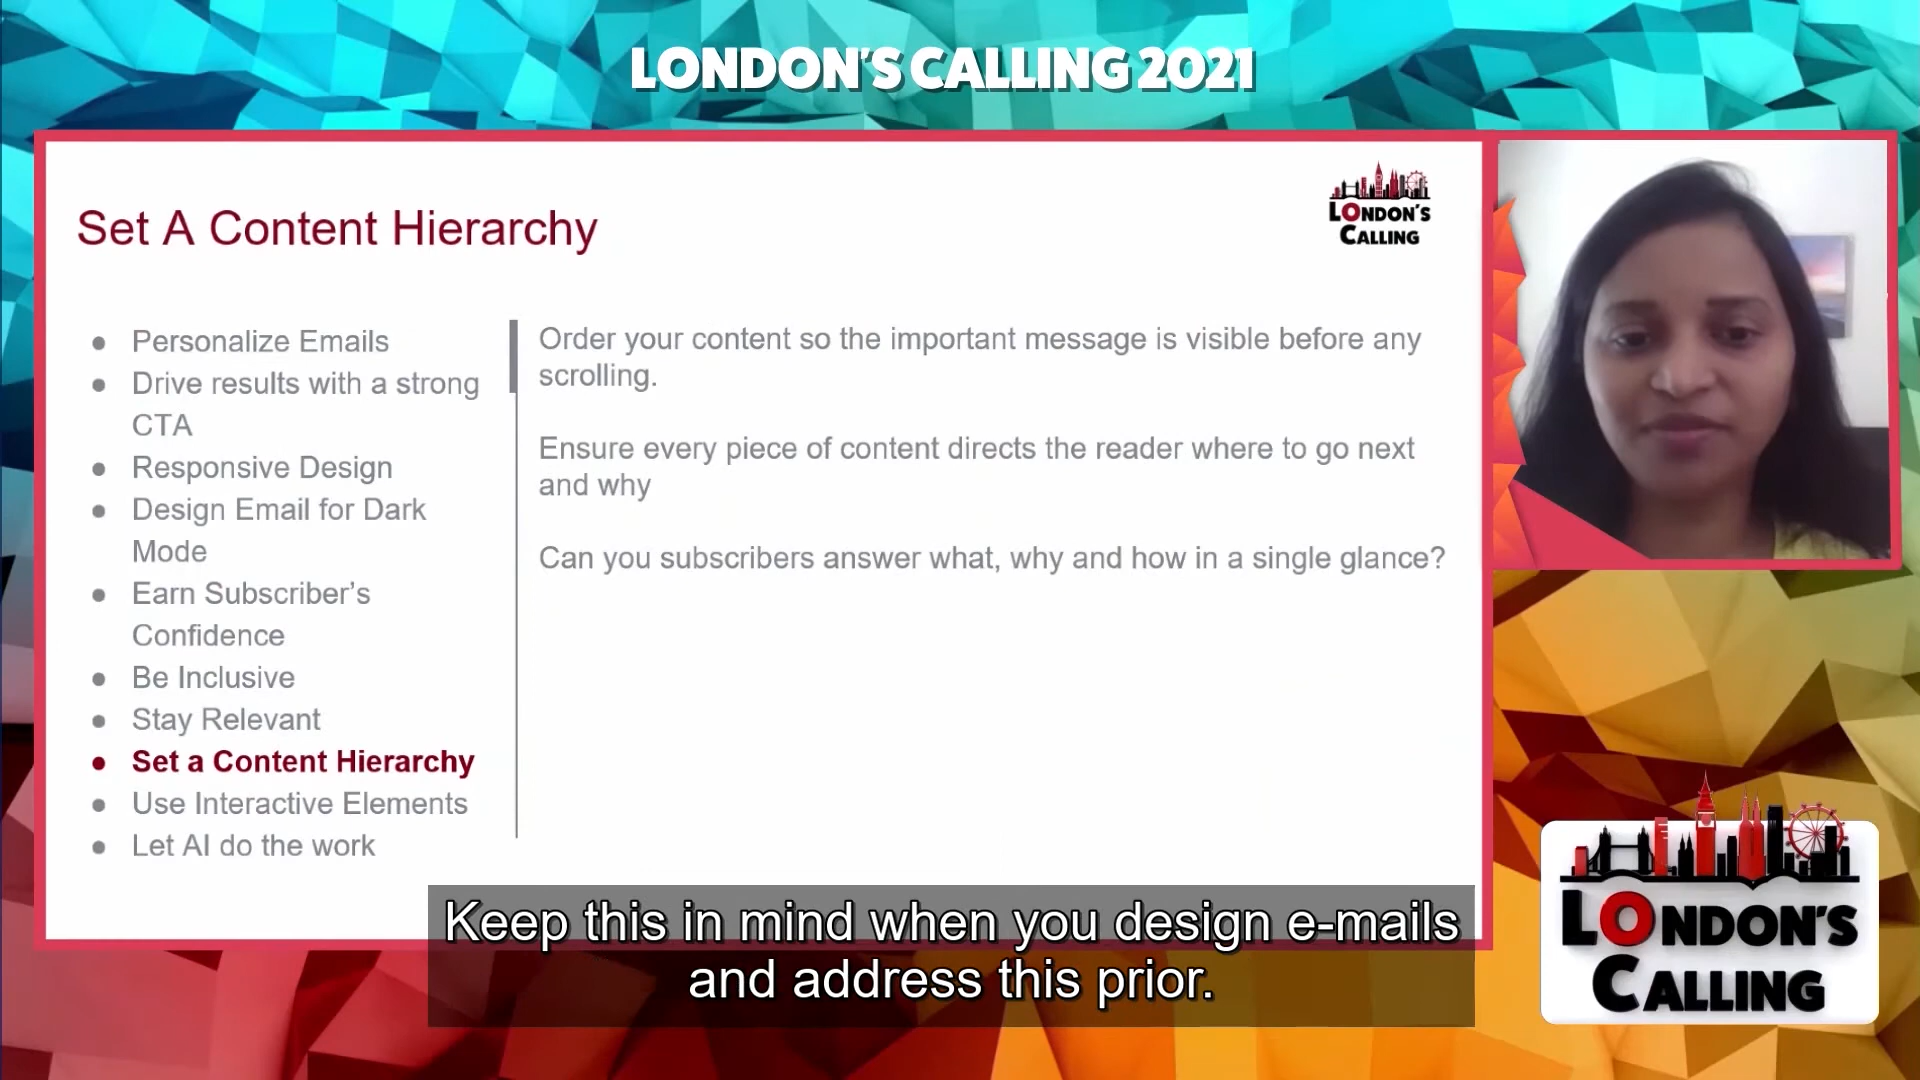 LONDON'S CALLING 2021
LONDON'S
CALLING
Set A Content Hierarchy
● Personalize Emails
● Drive results with a strong
CTA
● Responsive Design
● Design Email for Dark
Mode
● Earn Subscriber’s
Confidence
● Be Inclusive
● Stay Relevant
● Set a Content Hierarchy
● Use Interactive Elements
● Let AI do the work
Order your content so the important message is visible before any
scrolling.
Ensure every piece of content directs the reader where to go next
and why
Can you subscribers answer what, why and how in a single glance?
Keep this in mind when you design e-mails
and address this prior.
LONDON'S
CALLING